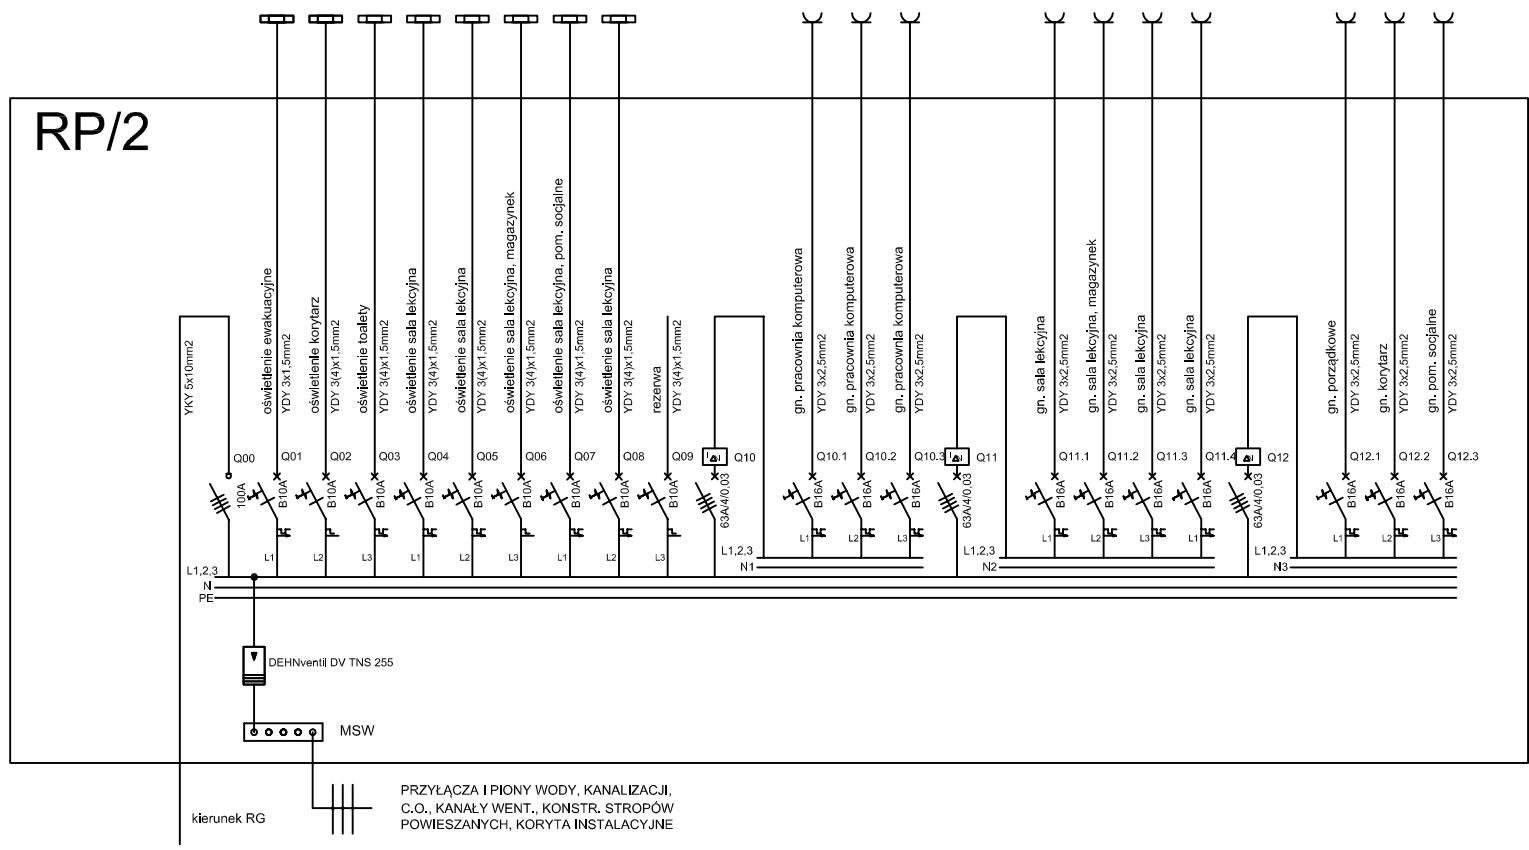 RP/2
YKY 5x10mm2
oświetlenie ewakuacyjne
YDY 3x1,5mm2
oświetlenie korytarz
YDY 3(4)x1,5mm2
oświetlenie toalety
YDY 3(4)x1,5mm2
oświetlenie sala lekcyjna
YDY 3(4)x1,5mm2
oświetlenie sala lekcyjna
YDY 3(4)x1,5mm2
oświetlenie sala lekcyjna, magazynek
YDY 3(4)x1,5mm2
oświetlenie sala lekcyjna, pom. socjalne
YDY 3(4)x1,5mm2
oświetlenie sala lekcyjna
YDY 3(4)x1,5mm2
rezerwa
YDY 3(4)x1,5mm2
gn. pracownia komputerowa
YDY 3x2,5mm2
gn. pracownia komputerowa
YDY 3x2,5mm2
gn. pracownia komputerowa
YDY 3x2,5mm2
gn. sala lekcyjna
YDY 3x2,5mm2
gn. sala lekcyjna, magazynek
YDY 3x2,5mm2
gn. sala lekcyjna
YDY 3x2,5mm2
gn. sala lekcyjna
YDY 3x2,5mm2
gn. porządkowe
YDY 3x2,5mm2
gn. korytarz
YDY 3x2,5mm2
gn. pom. socjalne
YDY 3x2,5mm2
Q00
Q01
Q02
Q03
Q04
Q05
Q06
Q07
Q08
Q09
Q10
Q10.1
Q10.2
Q10.3
Q11
Q11.1
Q11.2
Q11.3
Q11.4
Q12
Q12.1
Q12.2
Q12.3
100A
B10A
B10A
B10A
B10A
B10A
B10A
B10A
B10A
B10A
63A/4/0,03
B16A
B16A
B16A
63A/4/0,03
B16A
B16A
B16A
B16A
63A/4/0,03
B16A
B16A
B16A
L1
L2
L3
L1
L2
L3
L1
L2
L3
L1
L2
L3
L1
L2
L3
L1
L1
L2
L3
L1,2,3
N1
L1,2,3
N2
L1,2,3
N3
L1,2,3
N
PE
DEHNventil DV TNS 255
MSW
kierunek RG
PRZYŁĄCZA I PIONY WODY, KANALIZACJI,
C.O., KANAŁY WENT., KONSTR. STROPÓW
POWIESZANYCH, KORYTA INSTALACYJNE